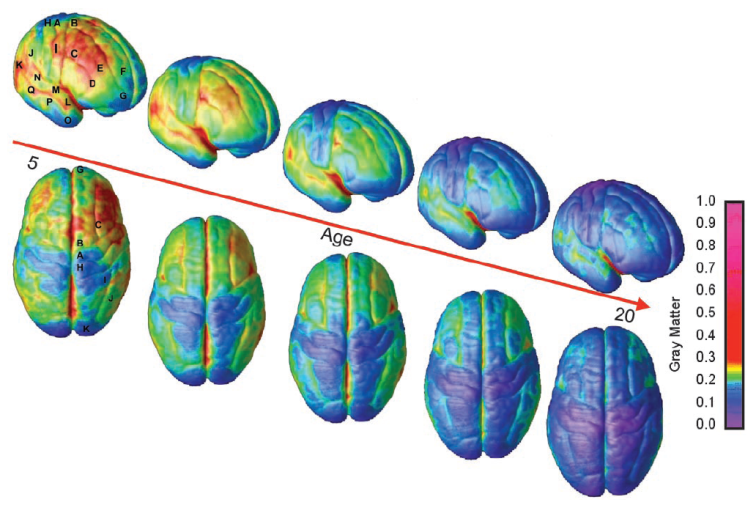 H A B
J I C
K E F
N D
Q M G
P L
O
5
Age
20
G
C
B
A
H
I
J
K
Gray Matter
1.0
0.9
0.8
0.7
0.6
0.5
0.4
0.3
0.2
0.1
0.0